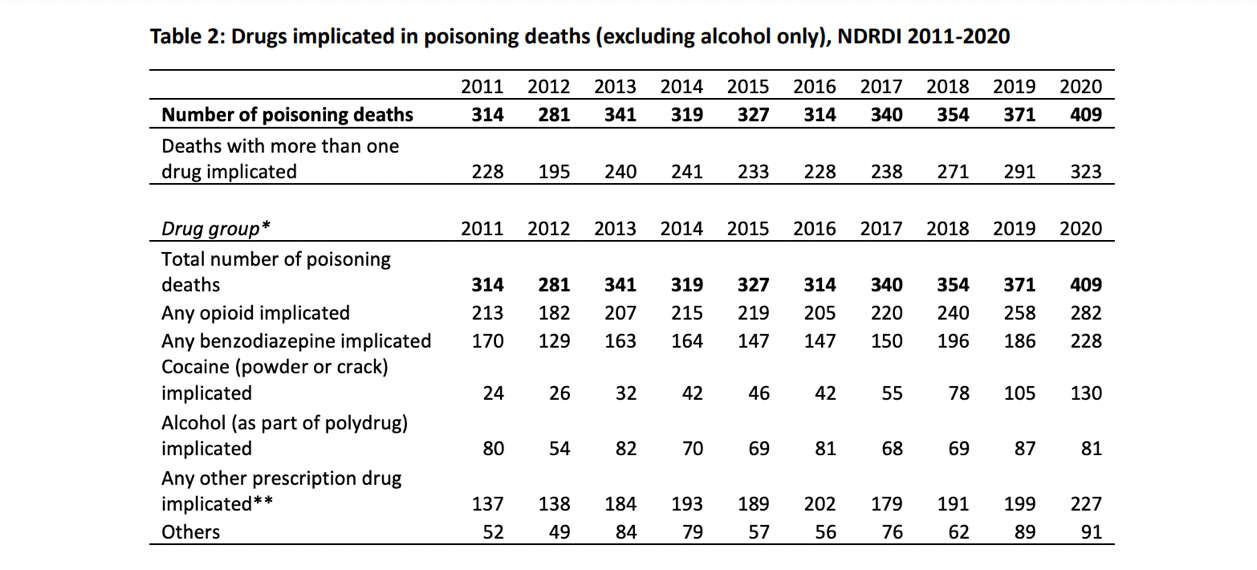 Table 2: Drugs implicated in poisoning deaths (excluding alcohol only), NDRDI 2011-2020
2011 2012 2013 2014 2015 2016 2017 2018 2019 2020
Number of poisoning deaths 314 281 341 319 327 314 340 354 371 409
Deaths with more than one
drug implicated 228 195 240 241 233 228 238 271 291 323
Drug group* 2011 2012 2013 2014 2015 2016 2017 2018 2019 2020
Total number of poisoning
deaths 314 281 341 319 327 314 340 354 371 409
Any opioid implicated 213 182 207 215 219 205 220 240 258 282
Any benzodiazepine implicated 170 129 163 164 147 147 150 196 186 228
Cocaine (powder or crack)
implicated 24 26 32 42 46 42 55 78 105 130
Alcohol (as part of polydrug)
implicated 80 54 82 70 69 81 68 69 87 81
Any other prescription drug
implicated** 137 138 184 193 189 202 179 191 199 227
Others 52 49 84 79 57 56 76 62 89 91